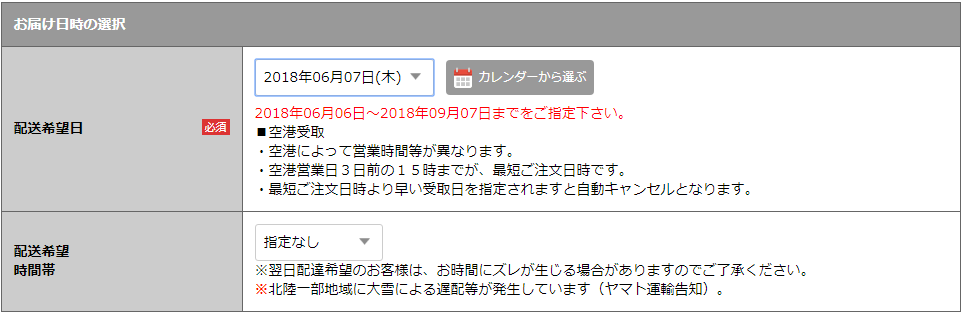 お届け日時の選択
配送希望日 必須
2018年06月07日(木)
カレンダーから選ぶ
2018年06月06日～2018年09月07日までをご指定下さい。
■空港受取
・空港によって営業時間等が異なります。
・空港営業日３日前の１５時までが、最短ご注文日時です。
・最短ご注文日時より早い受取日を指定されますと自動キャンセルとなります。
配送希望
時間帯
指定なし
※翌日配達希望のお客様は、お時間にズレが生じる場合がありますのでご了承ください。
※北陸一部地域に大雪による遅配等が発生しています（ヤマト運輸告知）。